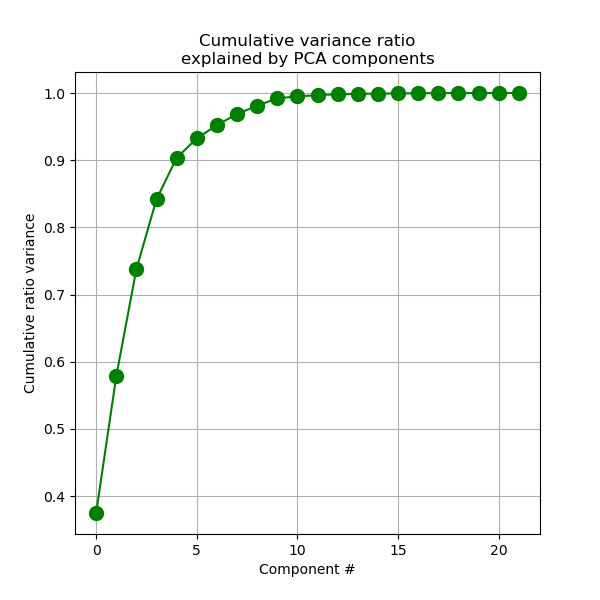 Cumulative variance ratio
explained by PCA components
1.0
0.9
0.8
0.7
0.6
0.5
0.4
Cumulative ratio variance
0 5 10 15 20
Component #